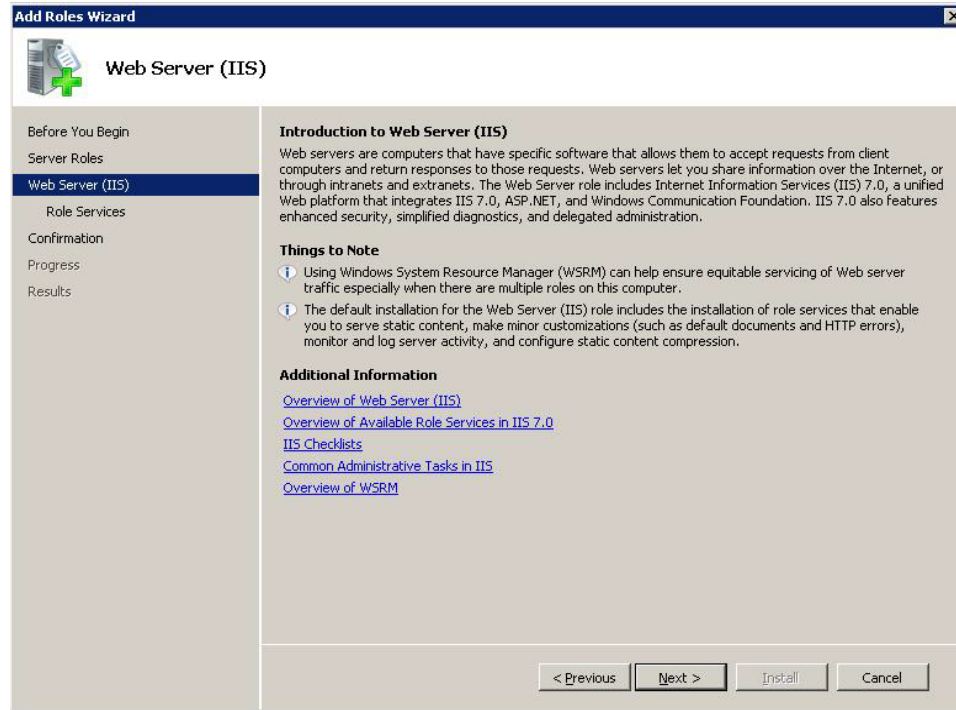 Add Roles Wizard
Web Server (IIS)
Before You Begin
Server Roles
Web Server (IIS)
Role Services
Confirmation
Progress
Results
Introduction to Web Server (IIS)
Web servers are computers that have specific software that allows them to accept requests from client
computers and return responses to those requests. Web servers let you share information over the Internet, or
through intranets and extranets. The Web Server role includes Internet Information Services (IIS) 7.0, a unified
Web platform that integrates IIS 7.0, ASP.NET, and Windows Communication Foundation. IIS 7.0 also features
enhanced security, simplified diagnostics, and delegated administration.
Things to Note
Using Windows System Resource Manager (WSRM) can help ensure equitable servicing of Web server
traffic especially when there are multiple roles on this computer.
The default installation for the Web Server (IIS) role includes the installation of role services that enable
you to serve static content, make minor customizations (such as default documents and HTTP errors),
monitor and log server activity, and configure static content compression.
Additional Information
Overview of Web Server (IIS)
Overview of Available Role Services in IIS 7.0
IIS Checklists
Common Administrative Tasks in IIS
Overview of WSRM
< Previous
Next >
Install
Cancel